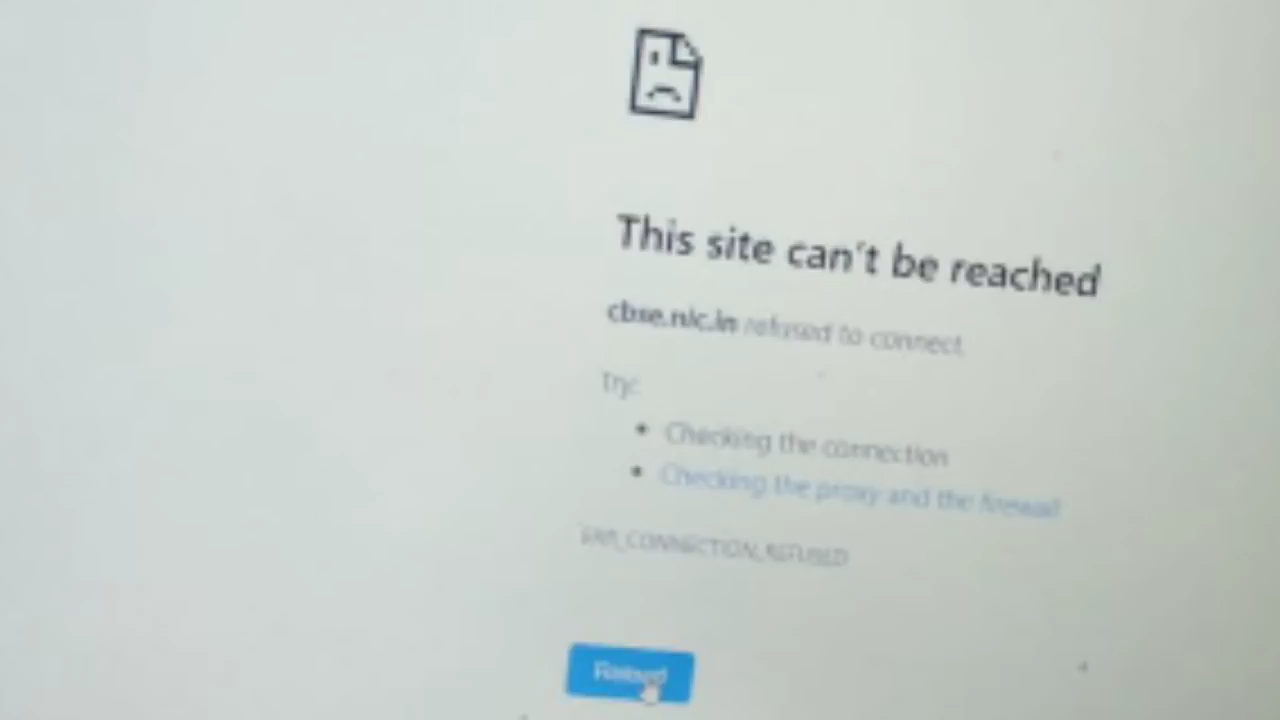 This site can't be reached
cbse.nic.in refused to connect.
Try:
Checking the connection
Checking the proxy and the firewall
ERR_CONNECTION_REFUSED
Reload